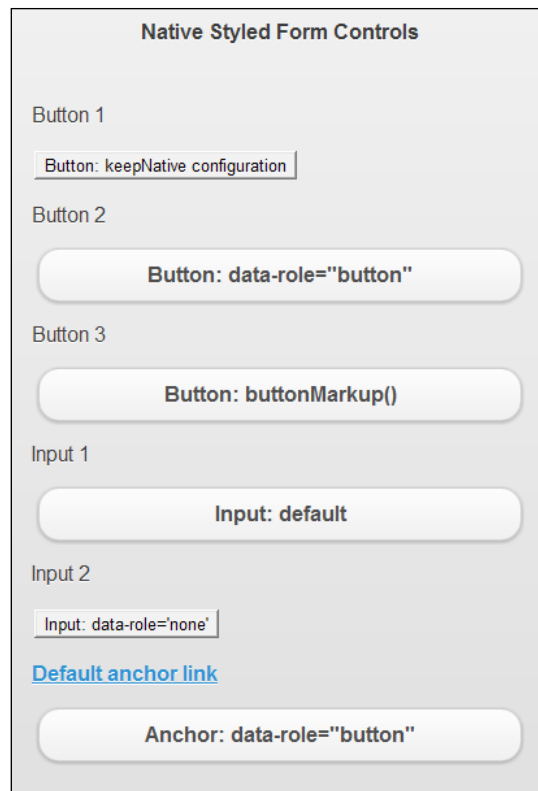 Native Styled Form Controls
Button 1
Button: keepNative configuration
Button 2
Button: data-role="button"
Button 3
Button: buttonMarkup()
Input 1
Input: default
Input 2
Input: data-role='none'
Default anchor link
Anchor: data-role="button"